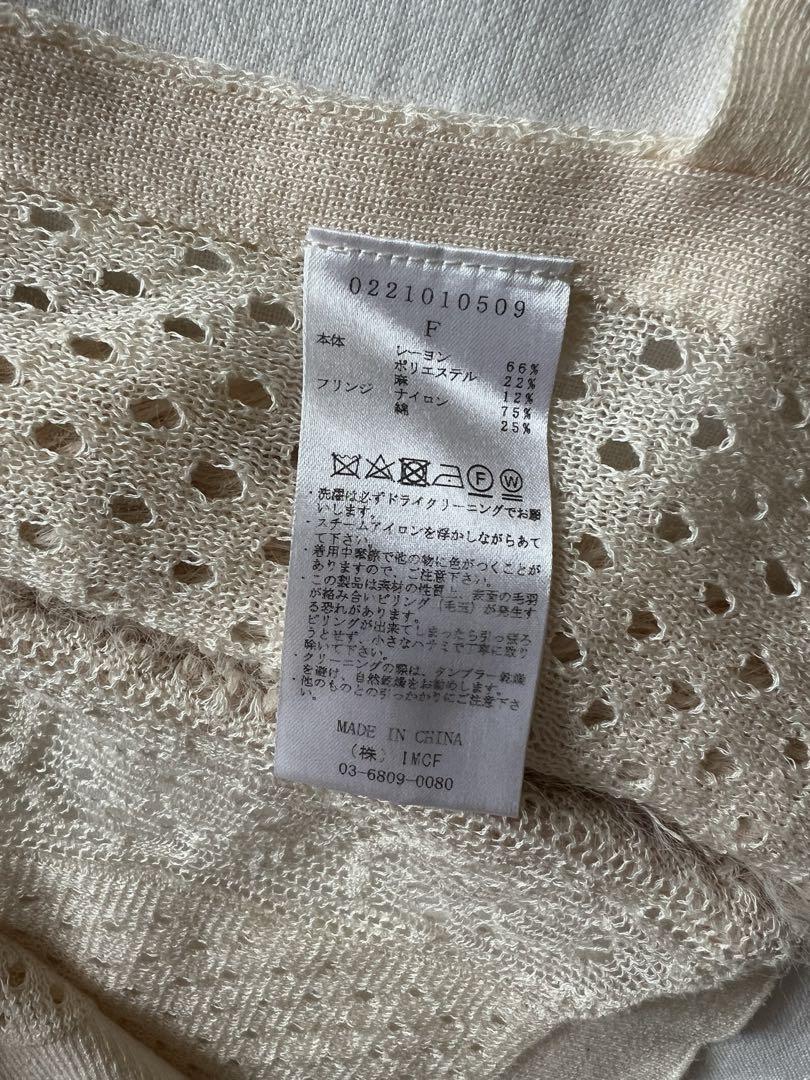 0221010509
F
本体 レーヨン 66%
ポリエステル 22%
麻 12%
フリンジ ナイロン 75%
綿 25%
F W
・洗濯は必ずドライクリーニングでお願
いします。
・スチームアイロンを浮かしながらあて
て下さい。
・着用中摩擦で他の物に色がつくことが
ありますので、ご注意下さい。
・この製品は素材の性質上、表面の毛羽
が絡み合いピリング（毛玉）が発生す
る恐れがあります。
ピリングが出来てしまったら引っ張ろ
うとせず、小さなハサミで丁寧に取り
除いて下さい。
・クリーニングの際は、タンブラー乾燥
を避け、自然乾燥をお勧めします。
・他のものとの引っかかりにご注意下さ
い。
MADE IN CHINA
（株） IMCF
03-6809-0080